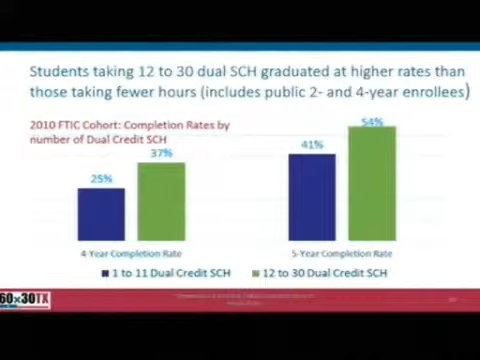 Students taking 12 to 30 dual SCH graduated at higher rates than
those taking fewer hours (includes public 2- and 4-year enrollees)
2010 FTIC Cohort: Completion Rates by
number of Dual Credit SCH
25%
37%
41%
54%
4-Year Completion Rate
5-Year Completion Rate
1 to 11 Dual Credit SCH
12 to 30 Dual Credit SCH
60x30TX